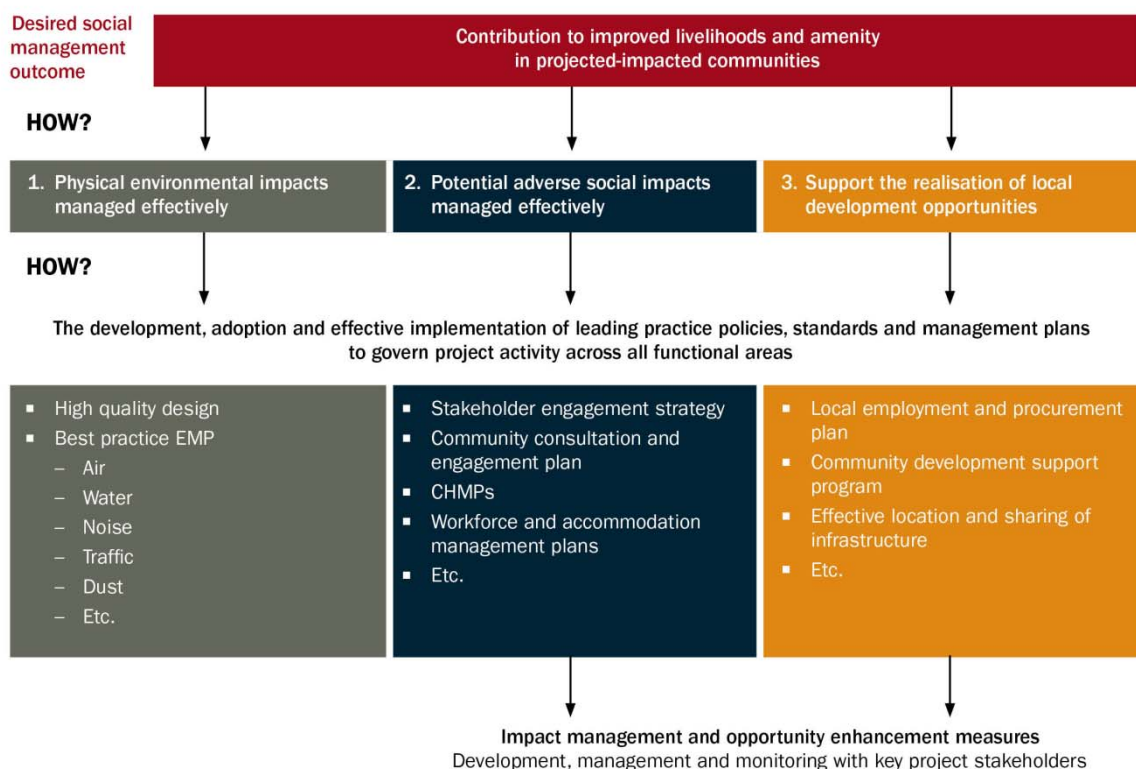 Desired social
management
outcome
Contribution to improved livelihoods and amenity
in projected-impacted communities
HOW?
1. Physical environmental impacts
managed effectively
2. Potential adverse social impacts
managed effectively
3. Support the realisation of local
development opportunities
HOW?
The development, adoption and effective implementation of leading practice policies, standards and management plans
to govern project activity across all functional areas
▪ High quality design
▪ Best practice EMP
– Air
– Water
– Noise
– Traffic
– Dust
– Etc.
▪ Stakeholder engagement strategy
▪ Community consultation and
engagement plan
▪ CHMPs
▪ Workforce and accommodation
management plans
▪ Etc.
▪ Local employment and procurement
plan
▪ Community development support
program
▪ Effective location and sharing of
infrastructure
▪ Etc.
Impact management and opportunity enhancement measures
Development, management and monitoring with key project stakeholders